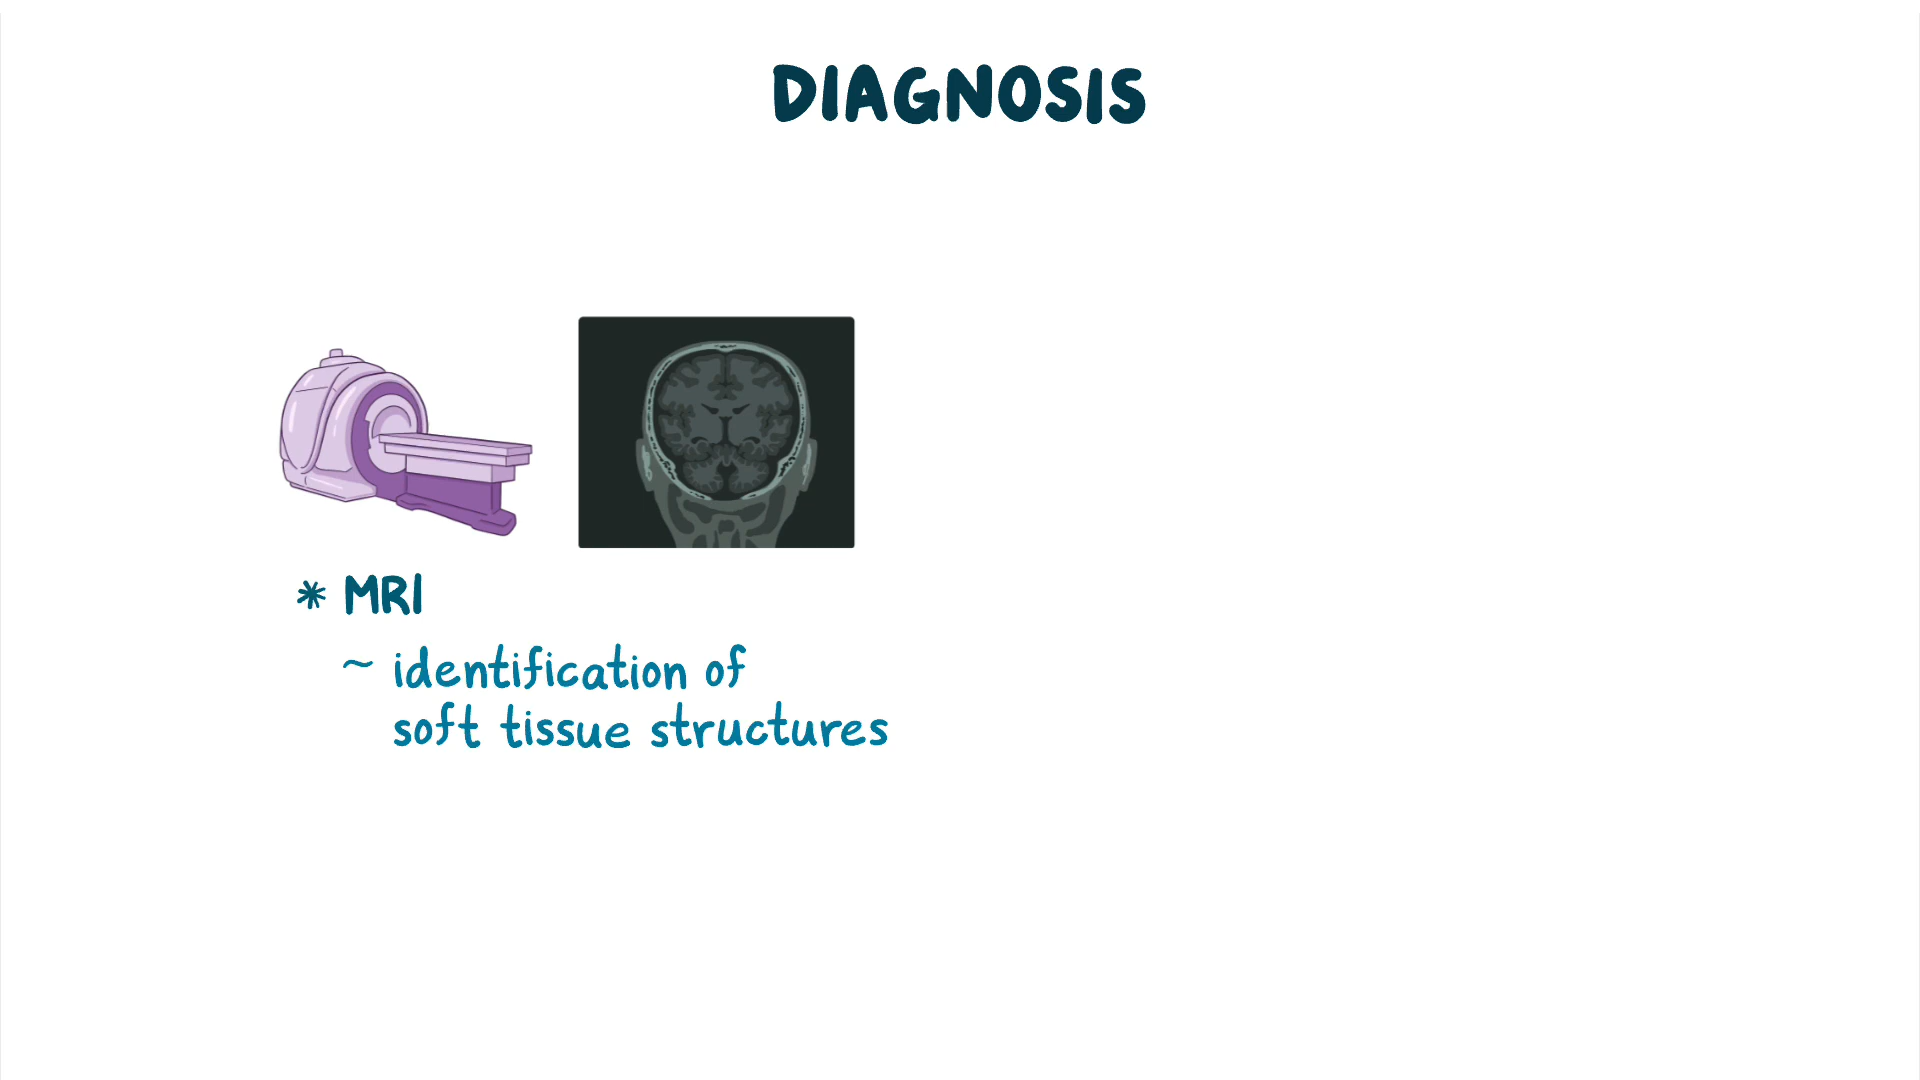 DIAGNOSIS
* MRI
~ identification of
soft tissue structures